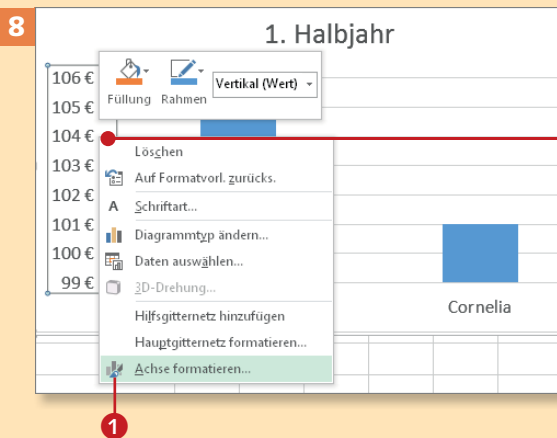 8
1. Halbjahr
Füllung Rahmen
Vertikal (Wert)
106 €
105 €
104 €
103 €
102 €
101 €
100 €
99 €
Löschen
Auf Formatvorl. zurücks.
A Schriftart...
Diagrammtyp ändern...
Daten auswählen...
3D-Drehung...
Hilfsgitternetz hinzufügen
Hauptgitternetz formatieren...
Achse formatieren...
Cornelia
1